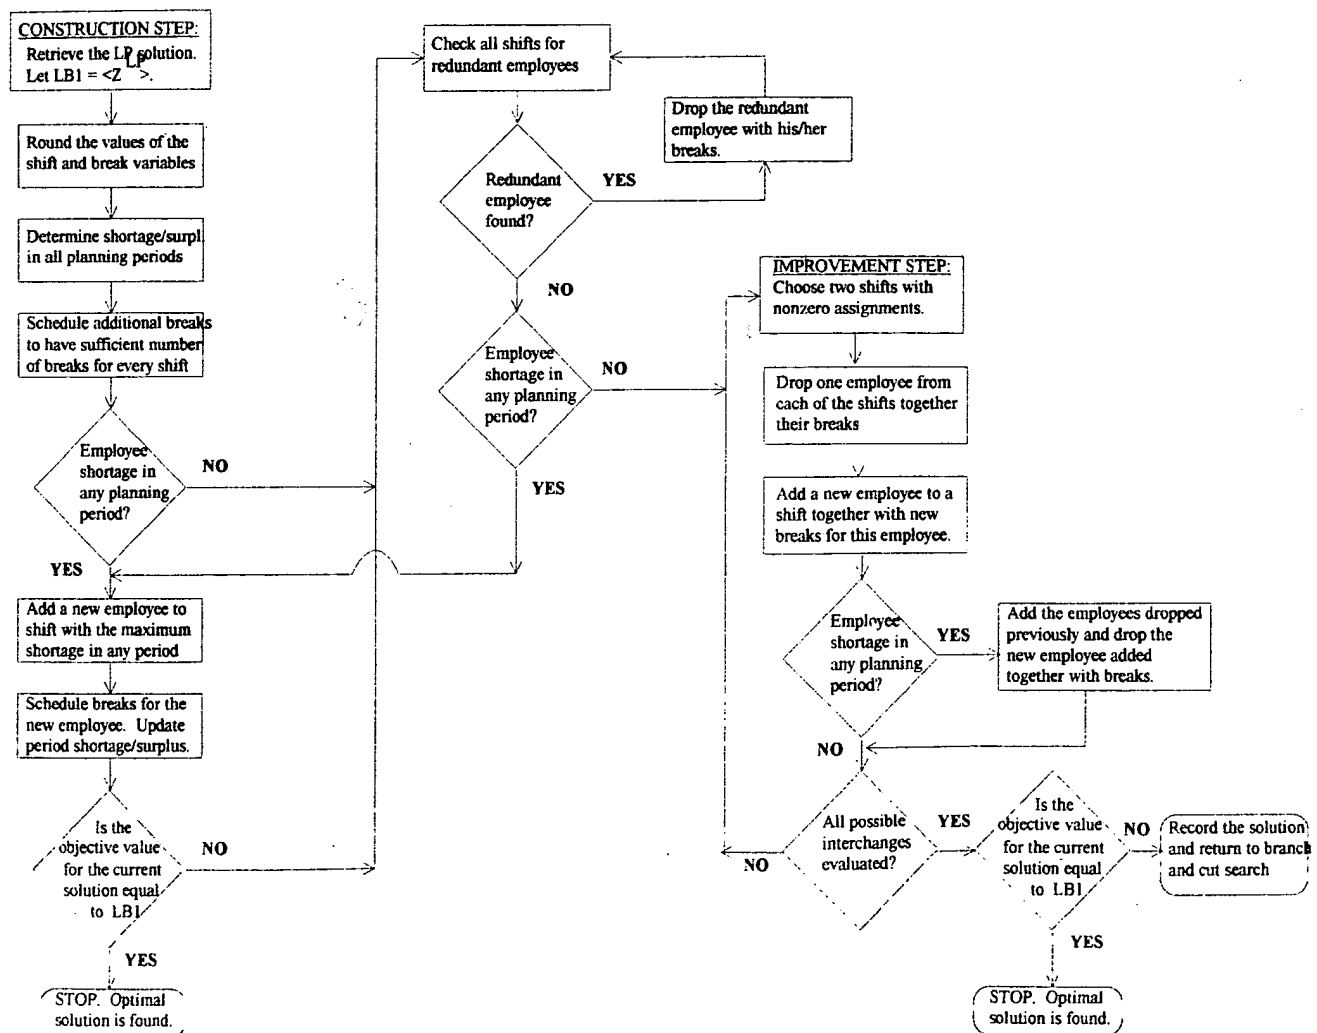 CONSTRUCTION STEP:
Retrieve the LP solution.
Let LB1 = <Z LP >.
Round the values of the
shift and break variables
Determine shortage/surpl
in all planning periods
Schedule additional breaks
to have sufficient number
of breaks for every shift
Employee
shortage in
any planning
period?
NO
YES
Add a new employee to
shift with the maximum
shortage in any period
Schedule breaks for the
new employee. Update
period shortage/surplus.
Is the
objective value
for the current
solution equal
to LB1
NO
YES
STOP. Optimal
solution is found.
Check all shifts for
redundant employees
Drop the redundant
employee with his/her
breaks.
Redundant
employee
found?
YES
NO
Employee
shortage in
any planning
period?
NO
YES
IMPROVEMENT STEP:
Choose two shifts with
nonzero assignments.
Drop one employee from
each of the shifts together
their breaks
Add a new employee to a
shift together with new
breaks for this employee.
Employee
shortage in
any planning
period?
YES
Add the employees dropped
previously and drop the
new employee added
together with breaks.
NO
All possible
interchanges
evaluated?
NO
YES
Is the
objective value
for the current
solution equal
to LB1
NO
Record the solution
and return to branch
and cut search
YES
STOP. Optimal
solution is found.